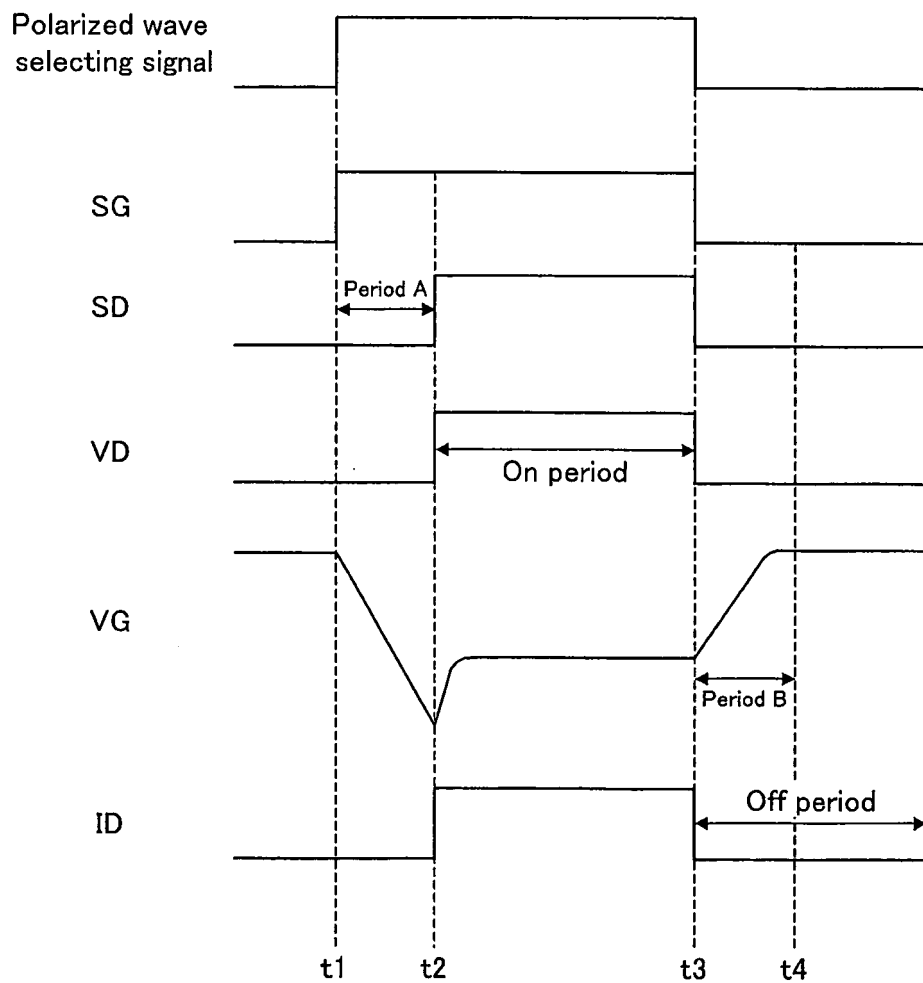 Polarized wave
selecting signal
SG
SD
Period A
VD
On period
VG
Period B
ID
Off period
t1
t2
t3
t4